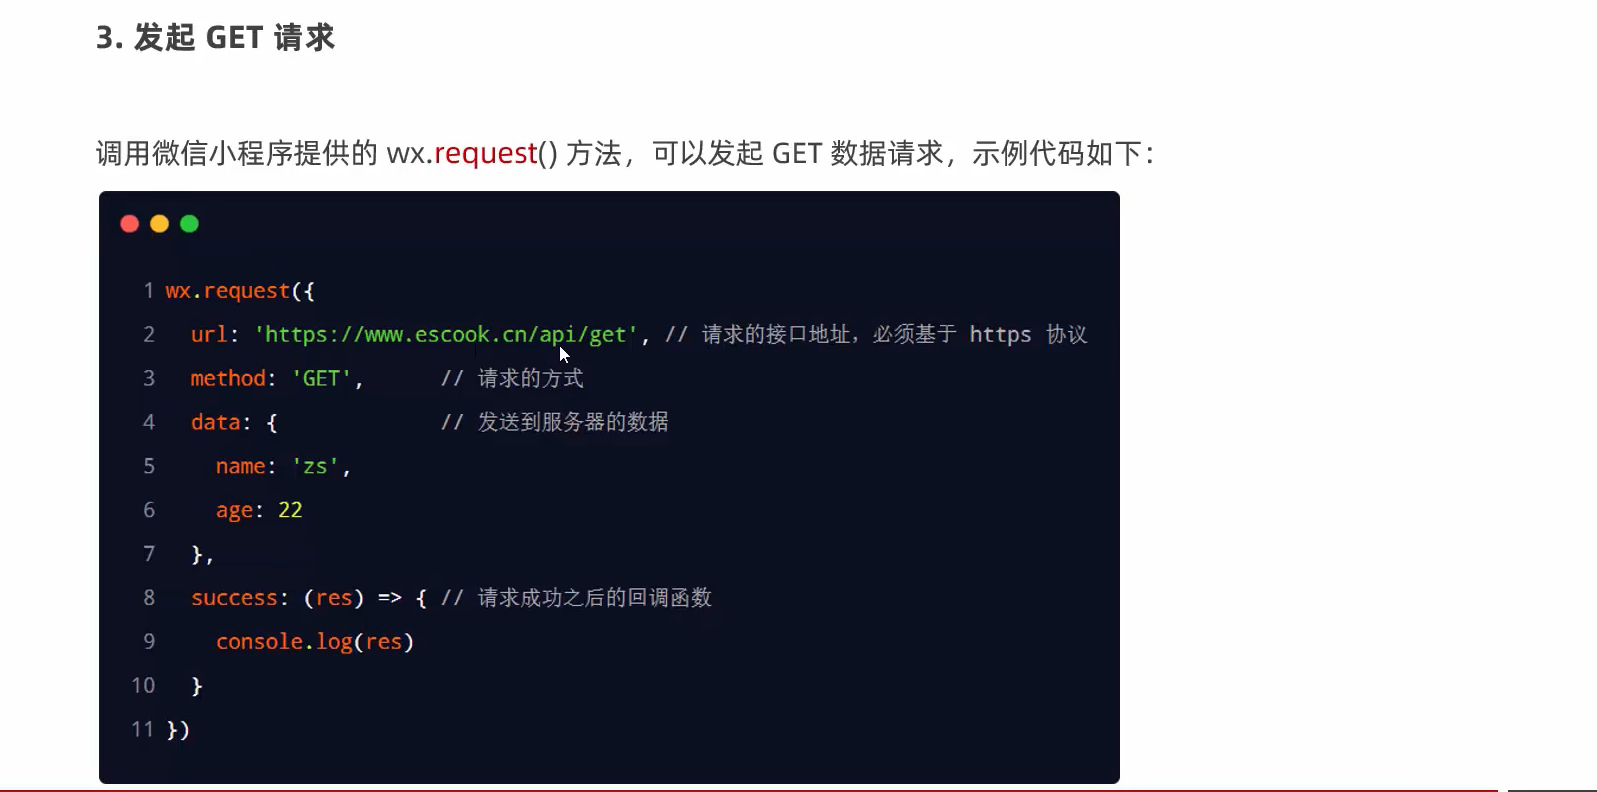 3. 发起 GET 请求
调用微信小程序提供的 wx.request() 方法，可以发起 GET 数据请求，示例代码如下：
1 wx.request({
2   url: 'https://www.escook.cn/api/get', // 请求的接口地址，必须基于 https 协议
3   method: 'GET',      // 请求的方式
4   data: {             // 发送到服务器的数据
5     name: 'zs',
6     age: 22
7   },
8   success: (res) => { // 请求成功之后的回调函数
9     console.log(res)
10   }
11 })